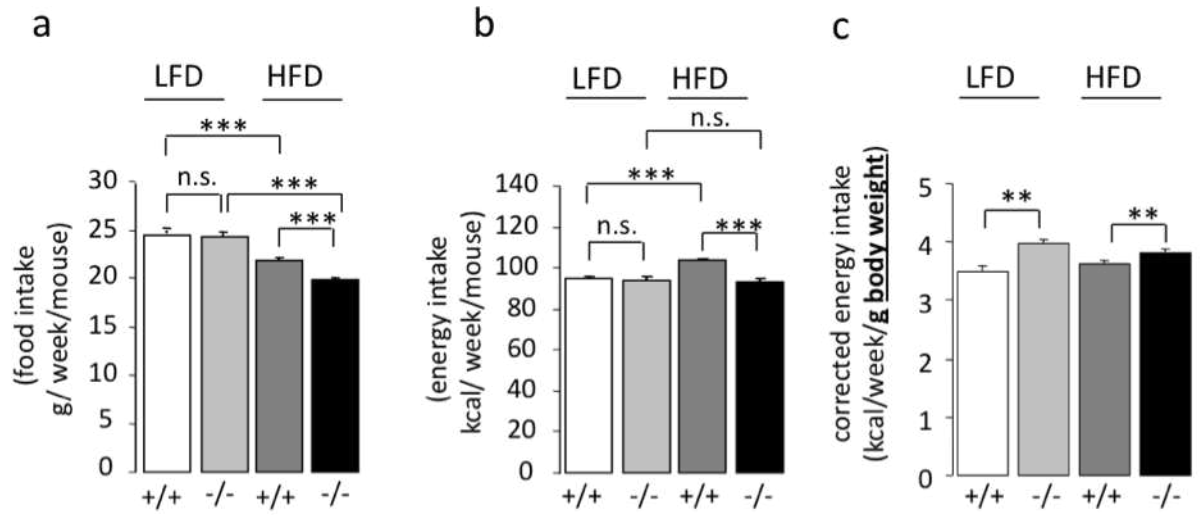 a
LFD HFD
***
n.s. ***
***
(food intake
g/ week/mouse)
30
25
20
15
10
5
0
+/+ -/- +/+ -/-
b
LFD HFD
n.s.
***
n.s. ***
(energy intake
kcal/ week/mouse)
140
120
100
80
60
40
20
0
+/+ -/- +/+ -/-
c
LFD HFD
** **
corrected energy intake
(kcal/week/g body weight)
5
4
3
2
1
0
+/+ -/- +/+ -/-